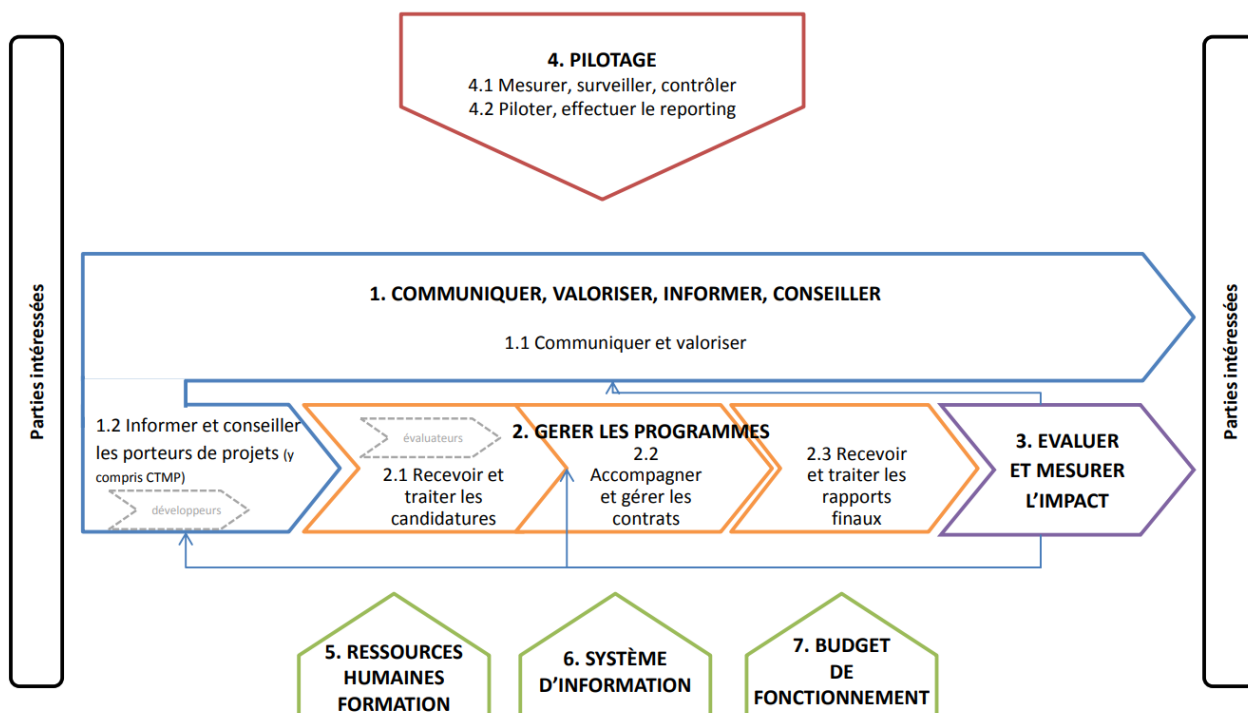 Parties intéressées
4. PILOTAGE
4.1 Mesurer, surveiller, contrôler
4.2 Piloter, effectuer le reporting
1. COMMUNIQUER, VALORISER, INFORMER, CONSEILLER
1.1 Communiquer et valoriser
1.2 Informer et conseiller
les porteurs de projets (y
compris CTMP)
développeurs
évaluateurs
2. GERER LES PROGRAMMES
2.1 Recevoir et
traiter les
candidatures
2.2
Accompagner
et gérer les
contrats
2.3 Recevoir
et traiter les
rapports
finaux
3. EVALUER
ET MESURER
L’IMPACT
5. RESSOURCES
HUMAINES
FORMATION
6. SYSTÈME
D’INFORMATION
7. BUDGET
DE
FONCTIONNEMENT
Parties intéressées